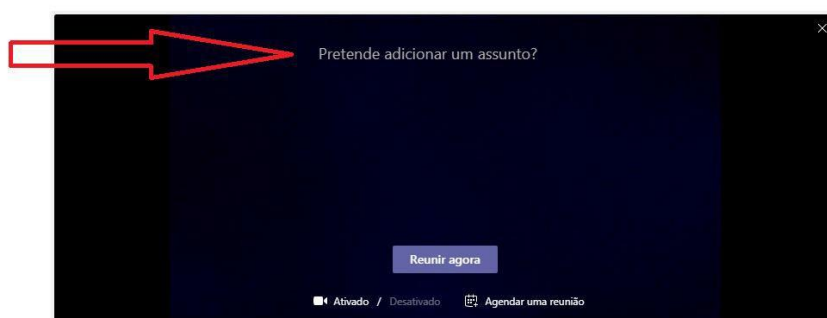 Pretende adicionar um assunto?
Reunir agora
Ativado / Desativado Agendar uma reunião